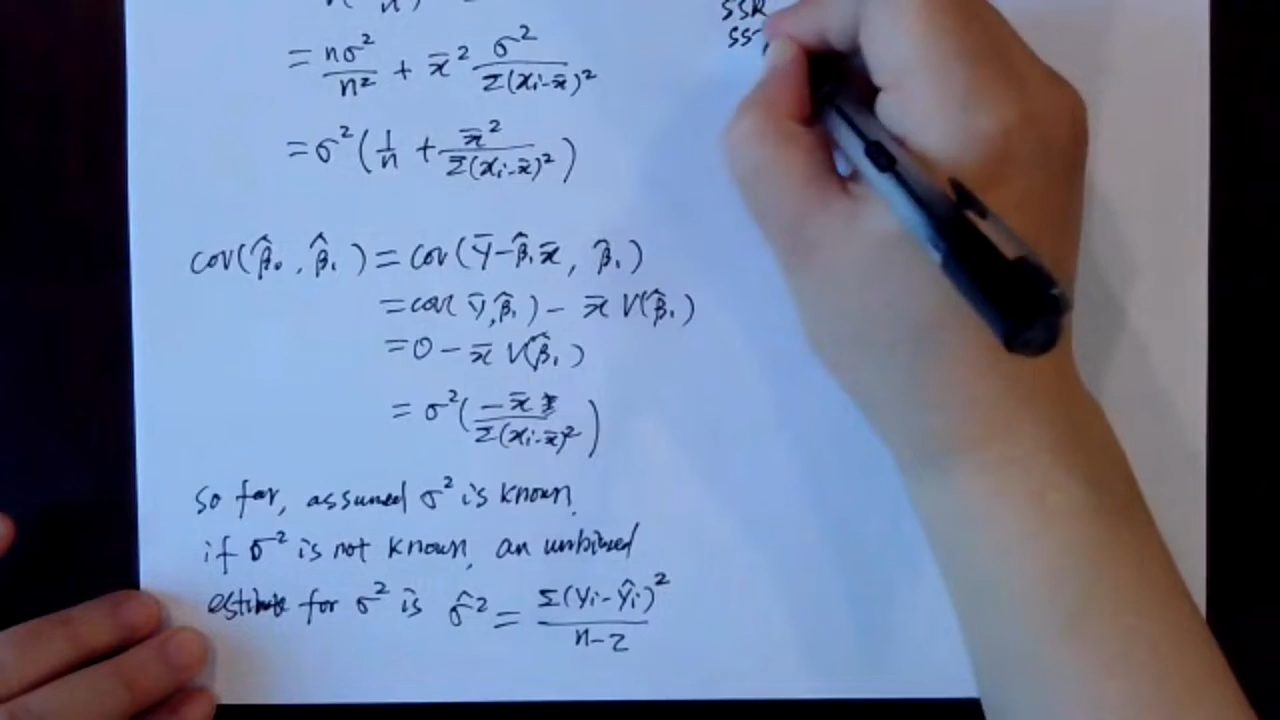 = nσ²/n² + x̄² σ²/Σ(xᵢ-x̄)²
= σ²(1/n + x̄²/Σ(xᵢ-x̄)²)
cov(β̂₀, β̂₁) = cov(ȳ-β̂₁x̄, β̂₁)
= cov(ȳ, β̂₁) - x̄ V(β̂₁)
= 0 - x̄ V(β̂₁)
= σ²(-x̄/Σ(xᵢ-x̄)²)
so far, assumed σ² is known.
if σ² is not known, an unbiased
estimate for σ² is σ̂² = Σ(yᵢ-ŷᵢ)²/n-2
SSR